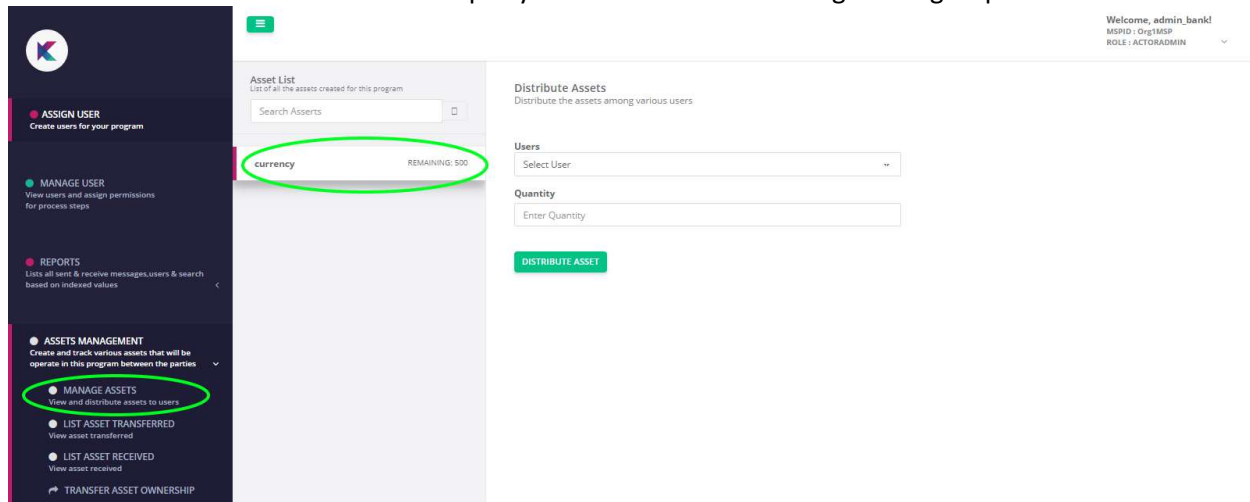 K
Welcome, admin_bank!
MSPID : Org1MSP
ROLE : ACTORADMIN
ASSIGN USER
Create users for your program
MANAGE USER
View users and assign permissions
for process steps
REPORTS
Lists all sent & receive messages,users & search
based on indexed values
ASSETS MANAGEMENT
Create and track various assets that will be
operate in this program between the parties
MANAGE ASSETS
View and distribute assets to users
LIST ASSET TRANSFERRED
View asset transferred
LIST ASSET RECEIVED
View asset received
TRANSFER ASSET OWNERSHIP
Asset List
List of all the assets created for this program
Search Asserts
currency REMAINING: 500
Distribute Assets
Distribute the assets among various users
Users
Select User
Quantity
Enter Quantity
DISTRIBUTE ASSET